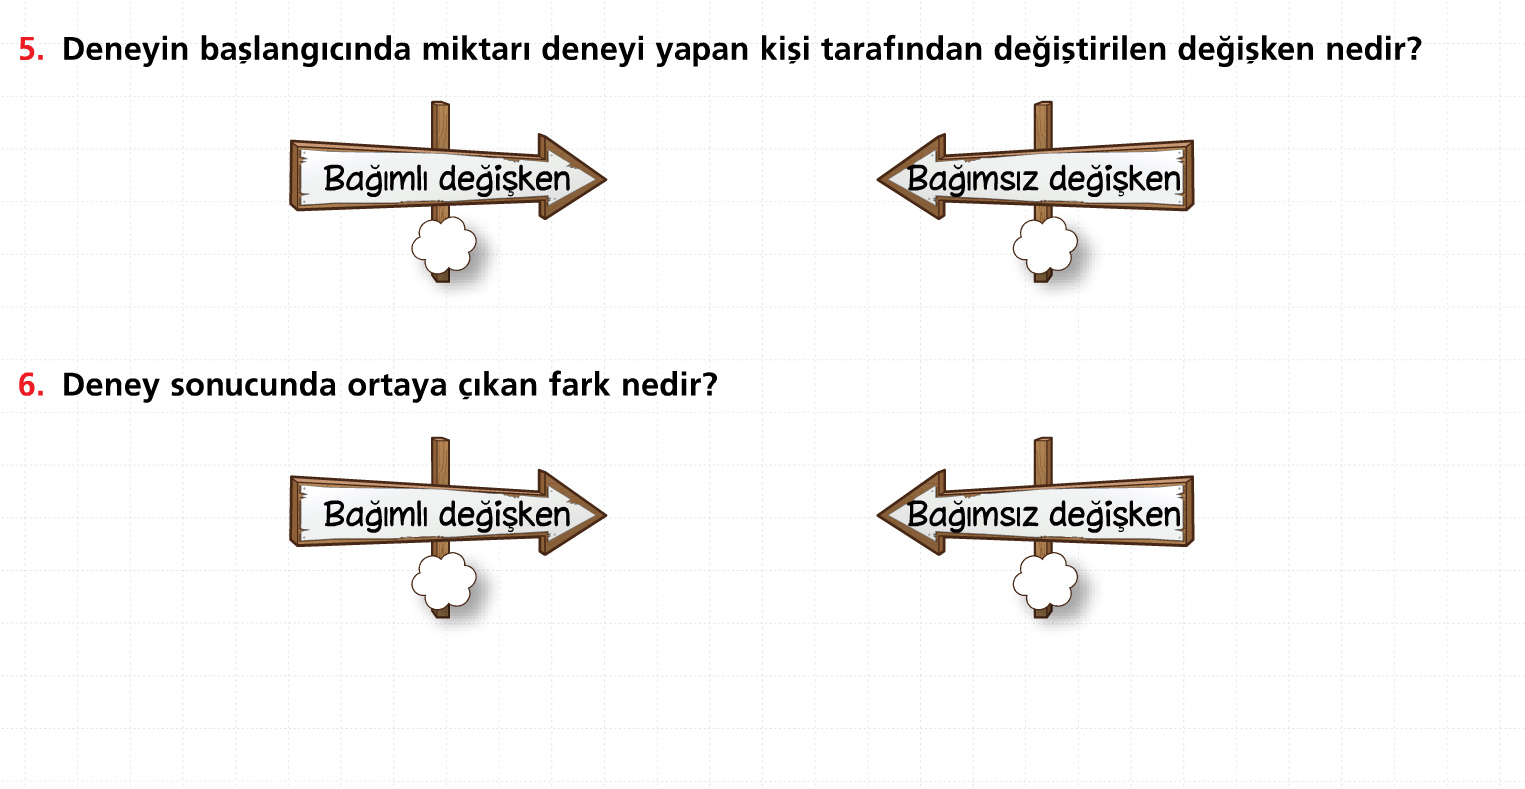 5. Deneyin başlangıcında miktarı deneyi yapan kişi tarafından değiştirilen değişken nedir?
Bağımlı değişken
Bağımsız değişken
6. Deney sonucunda ortaya çıkan fark nedir?
Bağımlı değişken
Bağımsız değişken